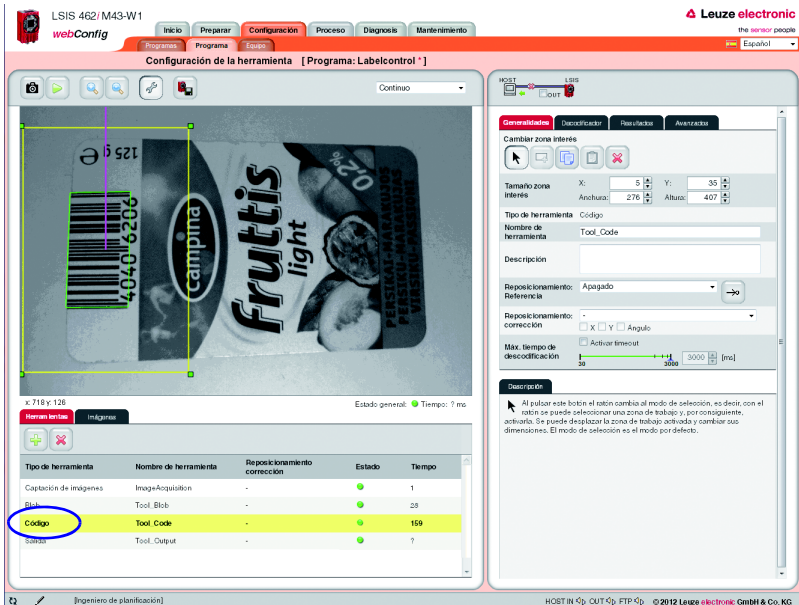 LSIS 462i M43-W1
webConfig
Inicio Preparar Configuración Proceso Diagnosis Mantenimiento
Leuze electronic
the sensor people
Programas Programa Equipo
Español
Configuración de la herramienta [ Programa: Labelcontrol * ]
Continuo
HOST LSIS
OUT
125 g
4040 6206
campina
fruttis
light
0,2%
Generalidades Decodificador Resultados Avanzados
Cambiar zona interés
Tamaño zona interés
X: 5 Y: 35
Anchura: 276 Altura: 407
Tipo de herramienta Código
Nombre de herramienta
Tool_Code
Descripción
Reposicionamiento: Referencia
Apagado
Reposicionamiento: corrección
-
X Y Ángulo
Máx. tiempo de descodificación
Activar timeout
30 3000 3000 [ms]
Descripción
Al pulsar este botón el ratón cambia al modo de selección, es decir, con el
ratón se puede seleccionar una zona de trabajo y, por consiguiente,
activarla. Se puede desplazar la zona de trabajo activada y cambiar sus
dimensiones. El modo de selección es el modo por defecto.
x: 718 y: 126
Estado general: Tiempo: ? ms
Herramientas Imágenes
Tipo de herramienta Nombre de herramienta Reposicionamiento corrección Estado Tiempo
Captación de imágenes ImageAcquisition - 1
Blob Tool_Blob - 28
Código Tool_Code - 159
Salida Tool_Output - ?
[Ingeniero de planificación]
HOST IN OUT FTP © 2012 Leuze electronic GmbH & Co. KG